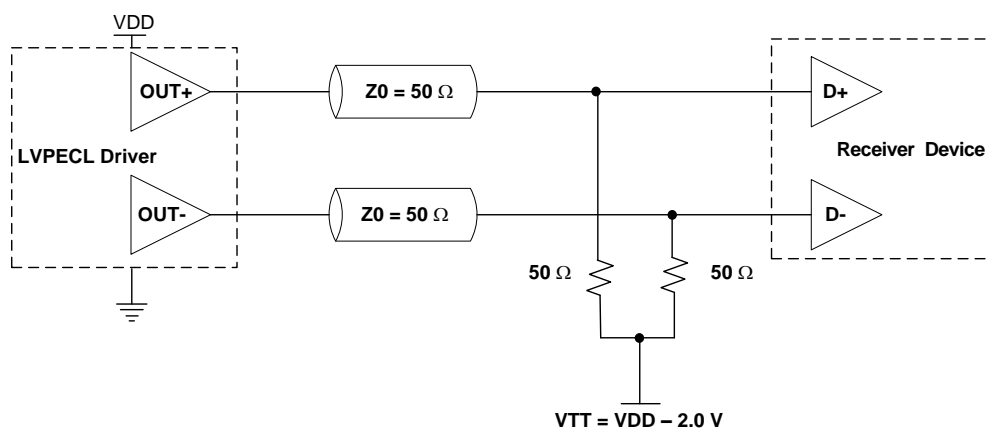 VDD
OUT+
Z0 = 50 Ω
D+
LVPECL Driver
Receiver Device
OUT-
Z0 = 50 Ω
D-
50 Ω
50 Ω
VTT = VDD – 2.0 V